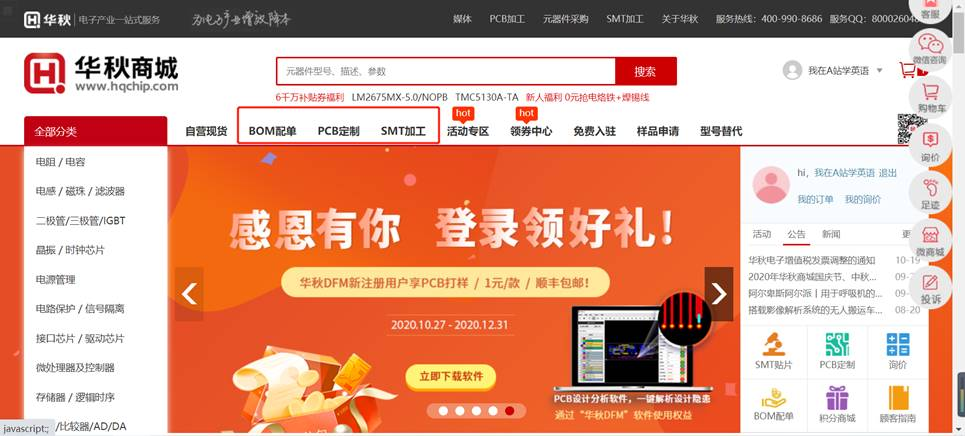 华秋 | 电子产业一站式服务
为电子产业增效降本
媒体 PCB加工 元器件采购 SMT加工 关于华秋 服务热线：400-990-8686 服务QQ：8000260
客服
华秋商城
www.hqchip.com
元器件型号、描述、参数 搜索
我在A站学英语
微信咨询
6千万补贴券福利 LM2675MX-5.0/NOPB TMC5130A-TA 新人福利 0元抢电烙铁+焊锡线
购物车
hot hot
全部分类 自营现货 BOM配单 PCB定制 SMT加工 活动专区 领券中心 免费入驻 样品申请 型号替代
询价
电阻 / 电容
电感 / 磁珠 / 滤波器
二极管/三极管/IGBT
晶振 / 时钟芯片
电源管理
电路保护 / 信号隔离
接口芯片 / 驱动芯片
微处理器及控制器
存储器 / 逻辑时序
/比较器/AD/DA
javascript:;
感恩有你 登录领好礼！
华秋DFM新注册用户享PCB打样 / 1元/款 / 顺丰包邮！
2020.10.27 - 2020.12.31
立即下载软件
PCB设计分析软件，一键解析设计隐患
通过“华秋DFM”软件使用权益
hi，我在A站学英语 退出
我的订单 我的询价
足迹
活动 公告 新闻 更
微商城
华秋电子增值税发票调整的通知 10-19
2020年华秋商城国庆节、中秋... 09-
阿尔卑斯阿尔派 | 用于呼吸机的... 09-
搭载影像解析系统的无人搬运车... 08-20
投诉
SMT贴片 PCB定制 询价
BOM配单 积分商城 顾客指南